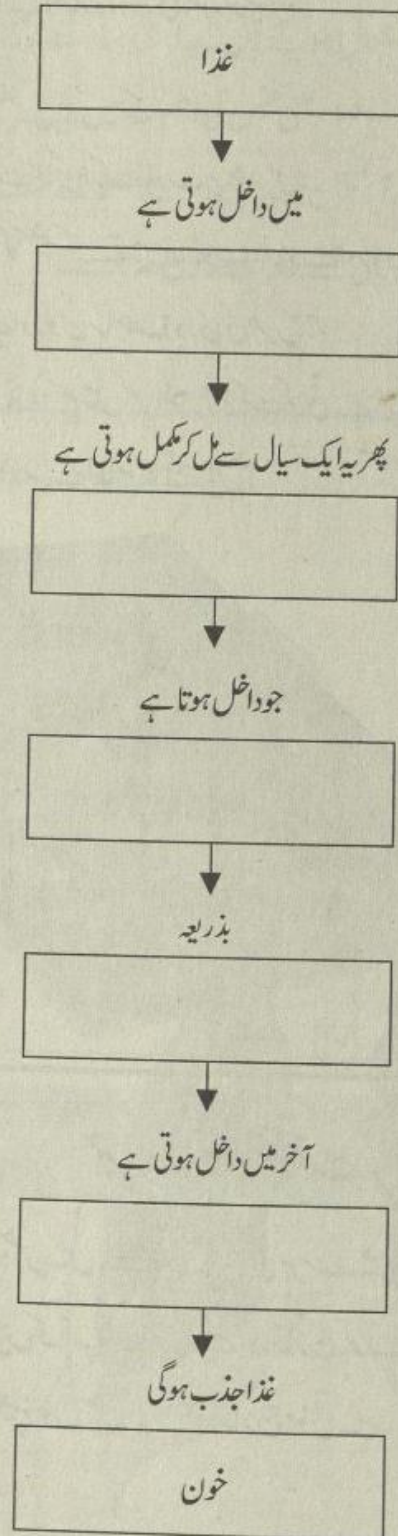 غذا
میں داخل ہوتی ہے
پھر یہ ایک سیال سے مل کر مکمل ہوتی ہے
جو داخل ہوتا ہے
بذریعہ
آخر میں داخل ہوتی ہے
غذا جذب ہوگی
خون